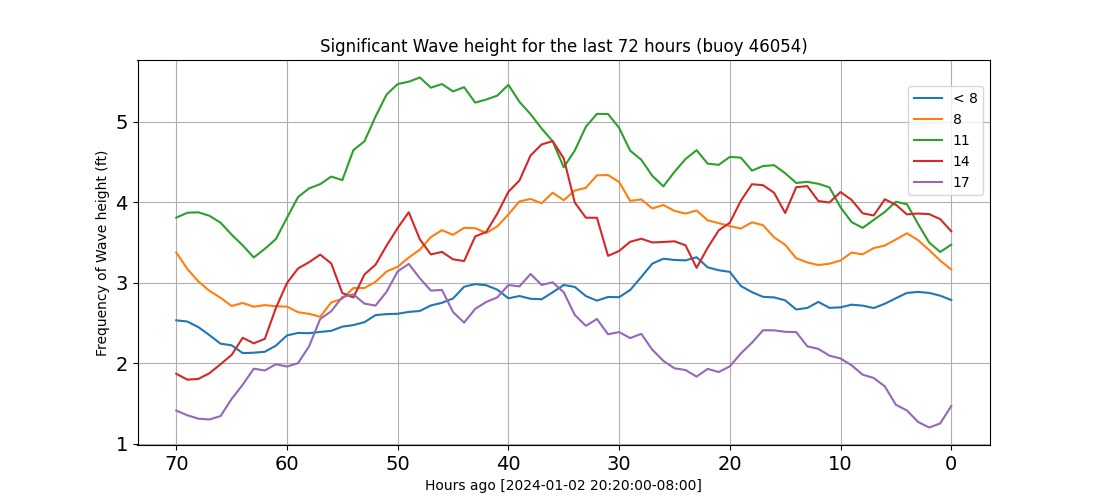 Significant Wave height for the last 72 hours (buoy 46054)
Frequency of Wave height (ft)
5
4
3
2
1
< 8
8
11
14
17
70 60 50 40 30 20 10 0
Hours ago [2024-01-02 20:20:00-08:00]